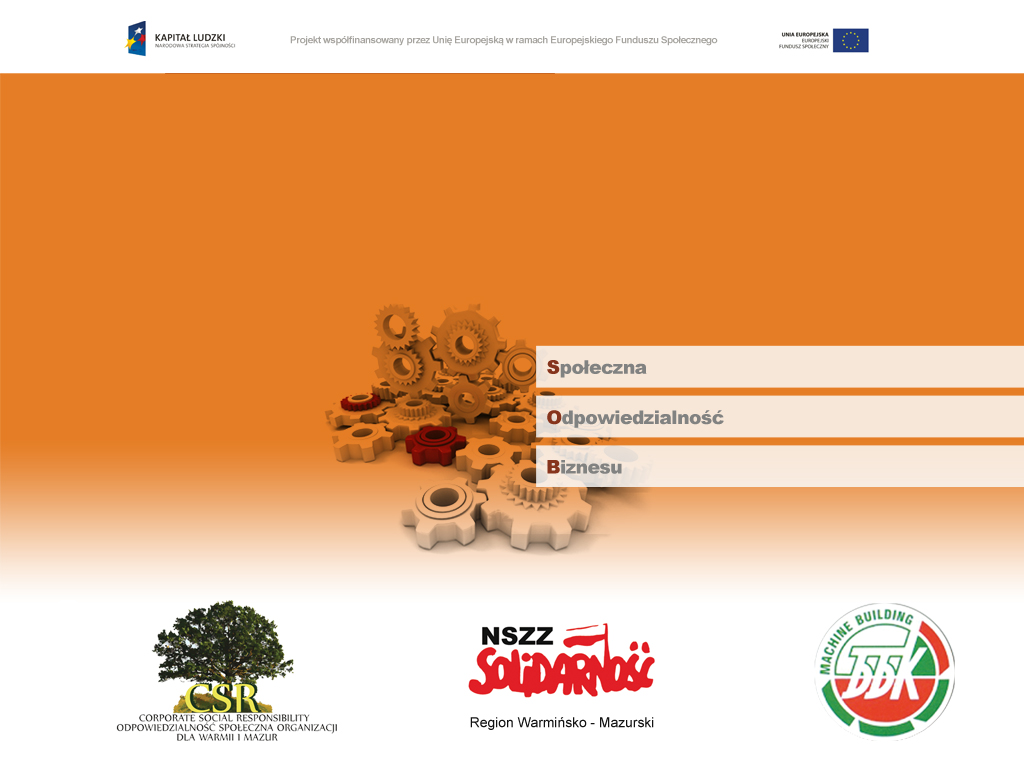 KAPITAŁ LUDZKI
NARODOWA STRATEGIA SPÓJNOŚCI
Projekt współfinansowany przez Unię Europejską w ramach Europejskiego Funduszu Społecznego
UNIA EUROPEJSKA
EUROPEJSKI
FUNDUSZ SPOŁECZNY
Społeczna
Odpowiedzialność
Biznesu
CSR
CORPORATE SOCIAL RESPONSIBILITY
ODPOWIEDZIALNOŚĆ SPOŁECZNA ORGANIZACJI
DLA WARMII I MAZUR
NSZZ
SOLIDARNOŚĆ
Region Warmińsko - Mazurski
MACHINE BUILDING